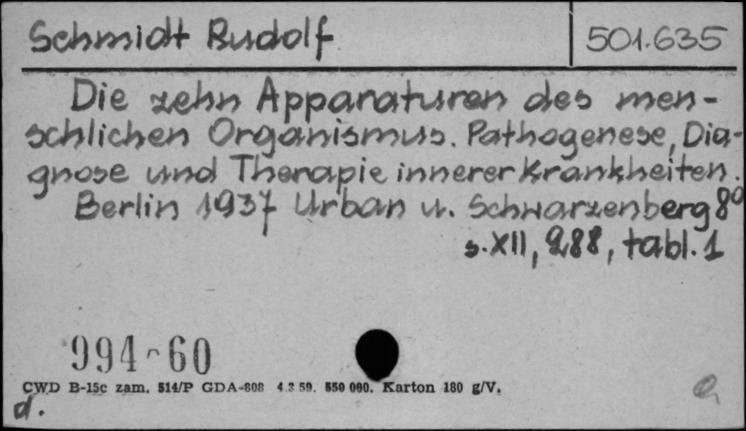 Schmidt Rudolf 501.635
Die zehn Apparaturen des men-
schlichen Organismus. Pathogenese, Dia-
gnose und Therapie innerer Krankheiten.
Berlin 1937 Urban u. Schwarzenberg 8°
s. XII, 288, tabl. 1
994-60
CWD B-15c zam. 514/P GDA-808 4.3 59. 550 000. Karton 180 g/V.
d.